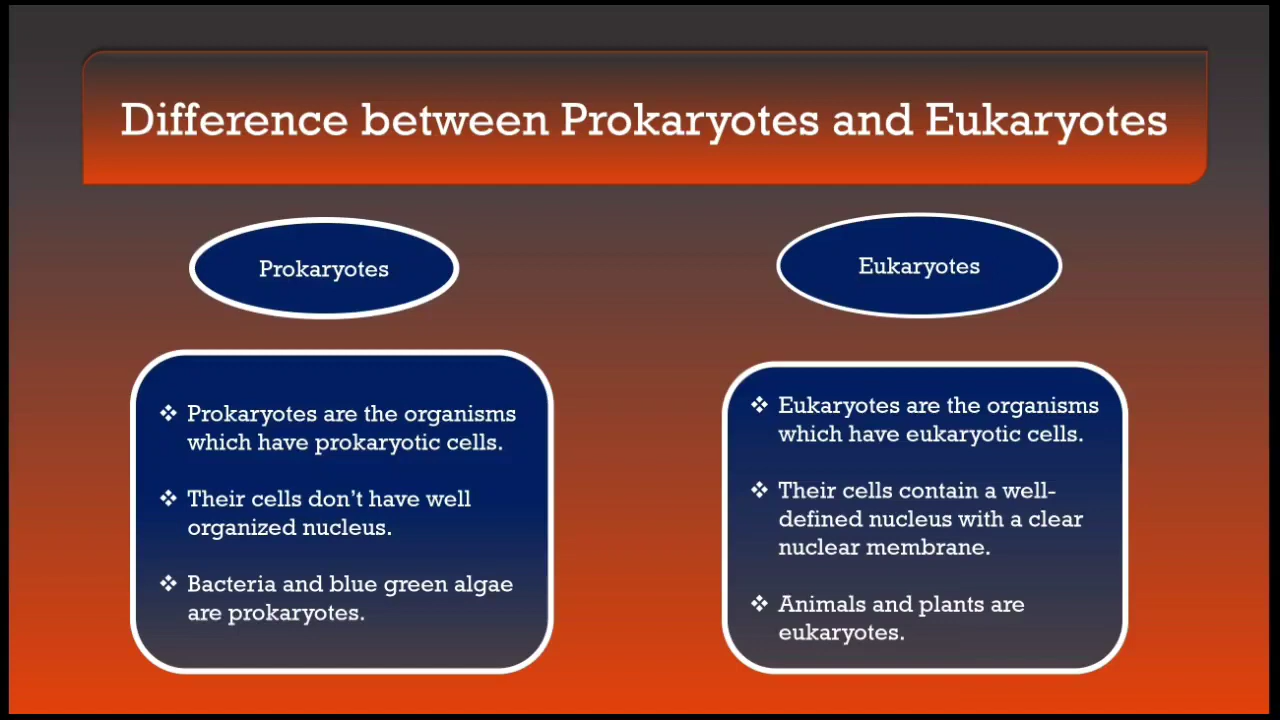 Difference between Prokaryotes and Eukaryotes
Prokaryotes
❖ Prokaryotes are the organisms
which have prokaryotic cells.
❖ Their cells don’t have well
organized nucleus.
❖ Bacteria and blue green algae
are prokaryotes.
Eukaryotes
❖ Eukaryotes are the organisms
which have eukaryotic cells.
❖ Their cells contain a well-
defined nucleus with a clear
nuclear membrane.
❖ Animals and plants are
eukaryotes.